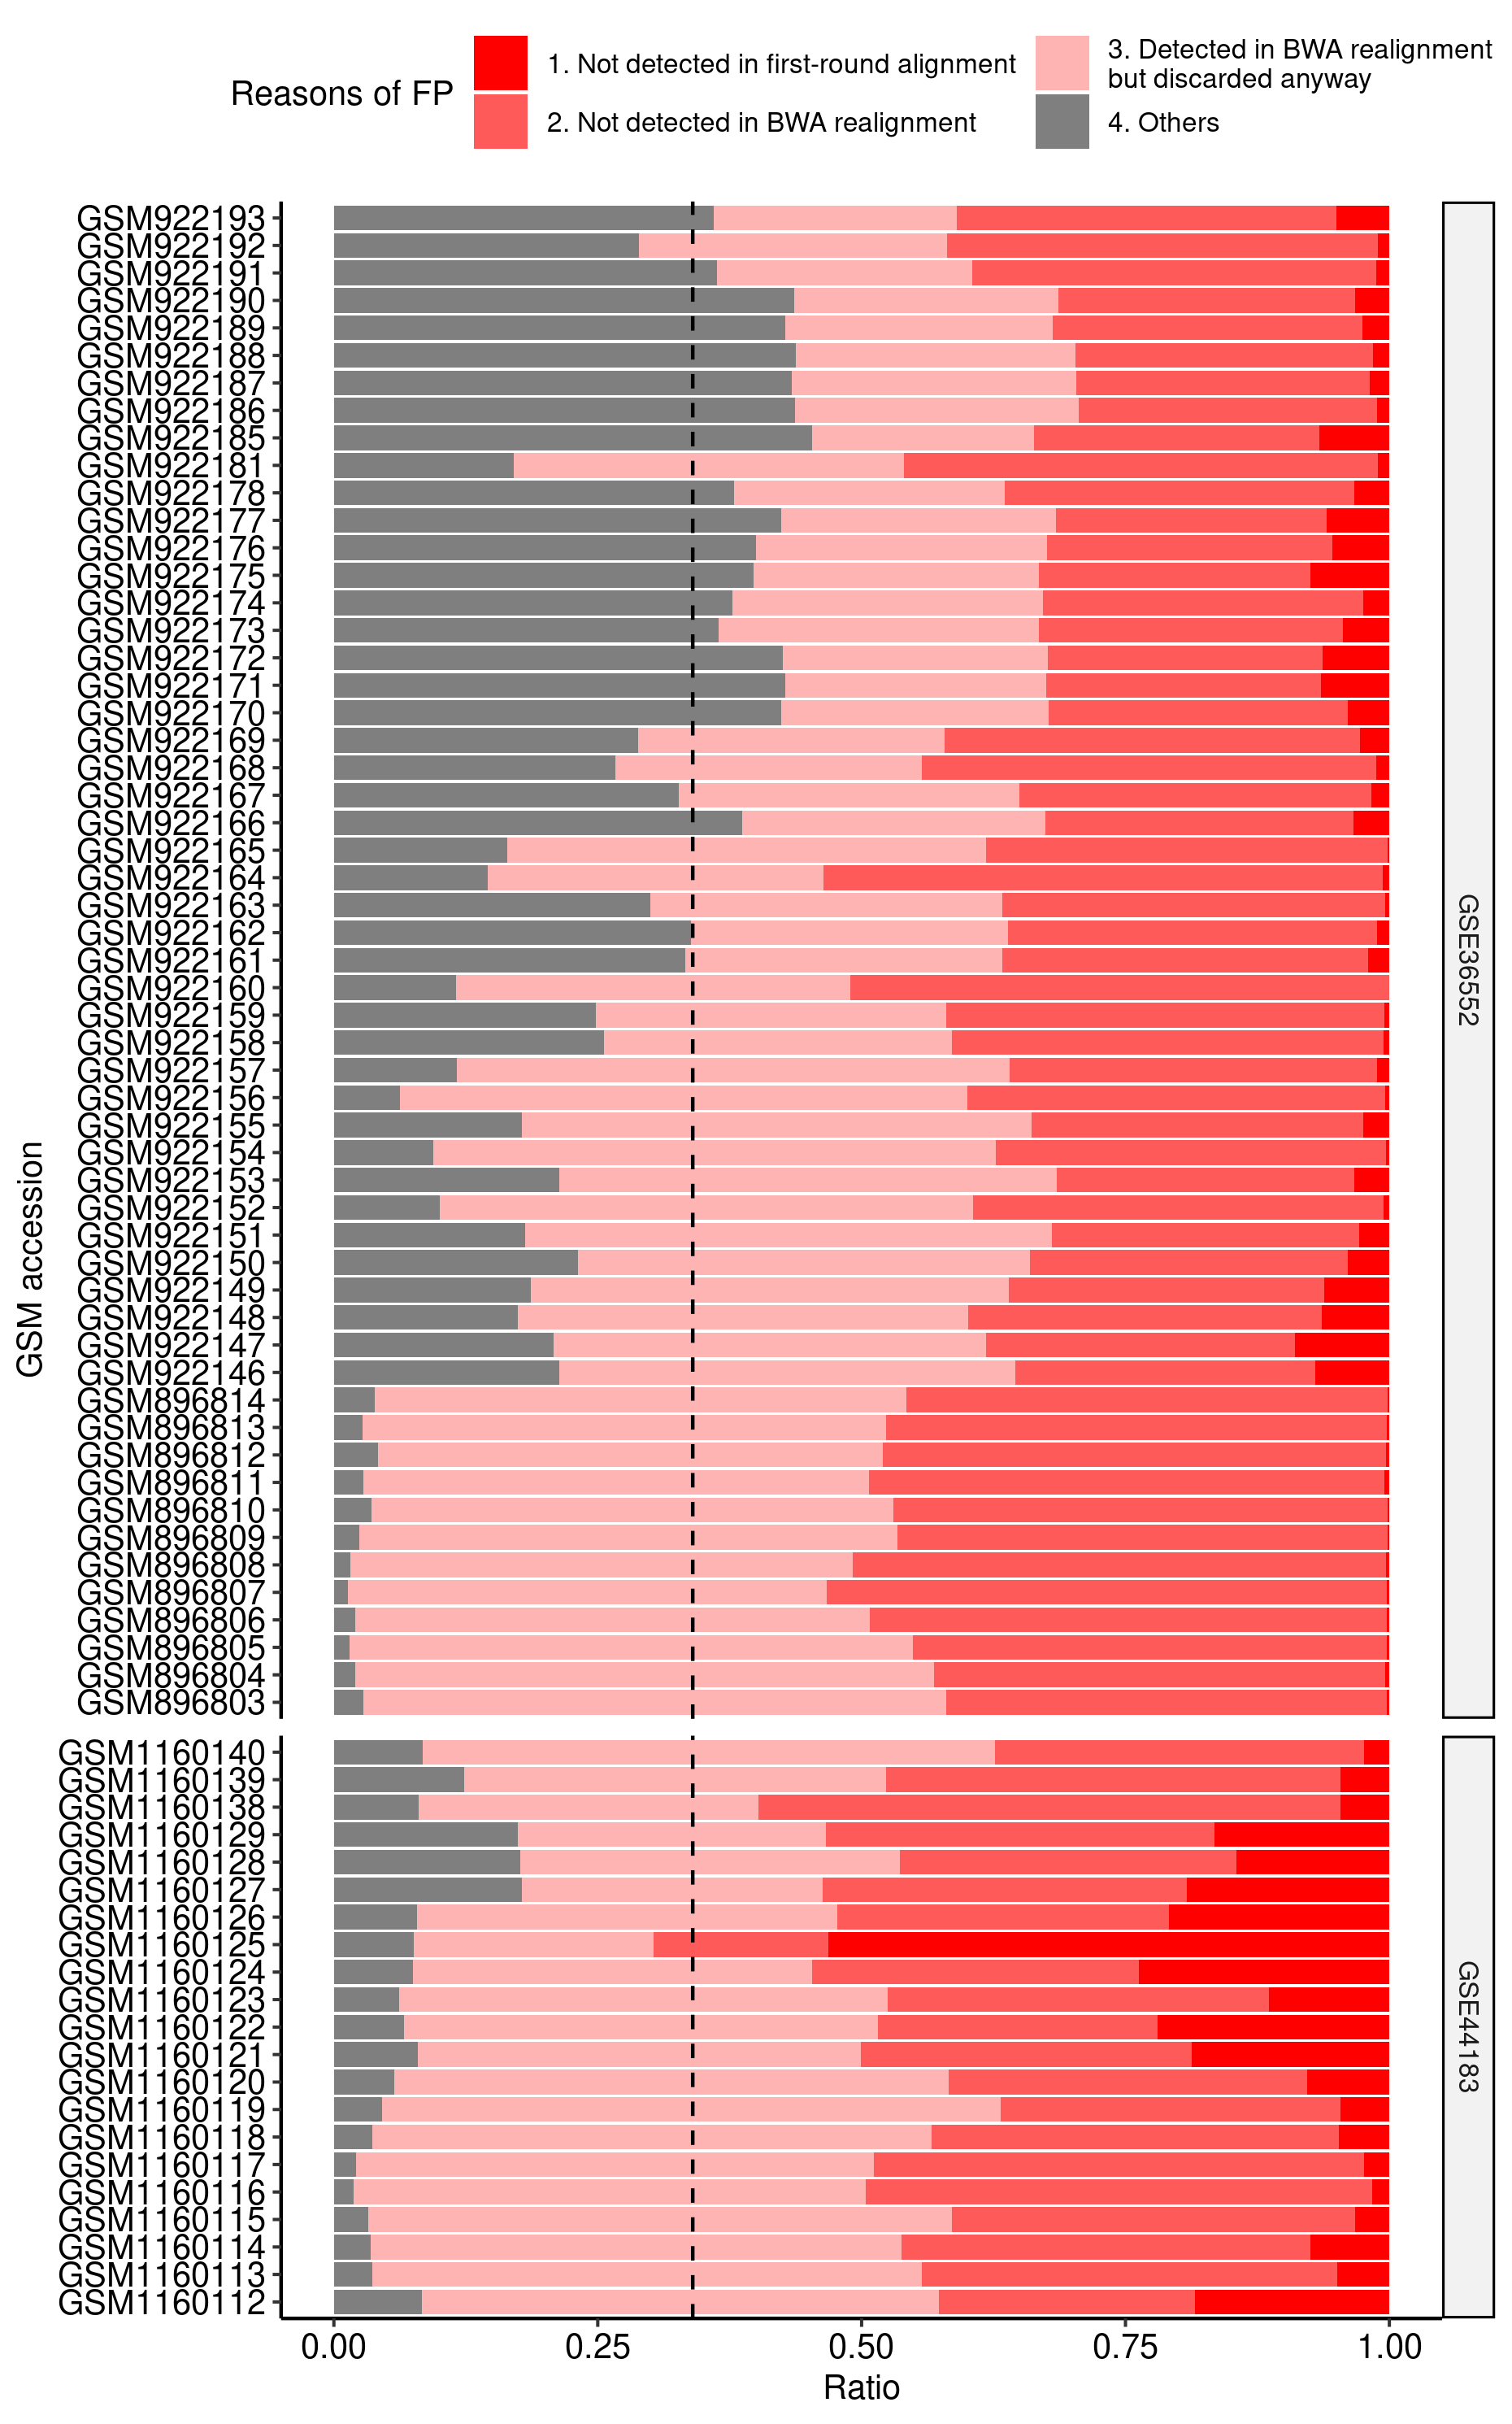 Reasons of FP
1. Not detected in first-round alignment
2. Not detected in BWA realignment
3. Detected in BWA realignment
but discarded anyway
4. Others
GSM accession
GSM922193
GSM922192
GSM922191
GSM922190
GSM922189
GSM922188
GSM922187
GSM922186
GSM922185
GSM922181
GSM922178
GSM922177
GSM922176
GSM922175
GSM922174
GSM922173
GSM922172
GSM922171
GSM922170
GSM922169
GSM922168
GSM922167
GSM922166
GSM922165
GSM922164
GSM922163
GSM922162
GSM922161
GSM922160
GSM922159
GSM922158
GSM922157
GSM922156
GSM922155
GSM922154
GSM922153
GSM922152
GSM922151
GSM922150
GSM922149
GSM922148
GSM922147
GSM922146
GSM896814
GSM896813
GSM896812
GSM896811
GSM896810
GSM896809
GSM896808
GSM896807
GSM896806
GSM896805
GSM896804
GSM896803
GSE36552
GSM1160140
GSM1160139
GSM1160138
GSM1160129
GSM1160128
GSM1160127
GSM1160126
GSM1160125
GSM1160124
GSM1160123
GSM1160122
GSM1160121
GSM1160120
GSM1160119
GSM1160118
GSM1160117
GSM1160116
GSM1160115
GSM1160114
GSM1160113
GSM1160112
GSE44183
0.00 0.25 0.50 0.75 1.00
Ratio